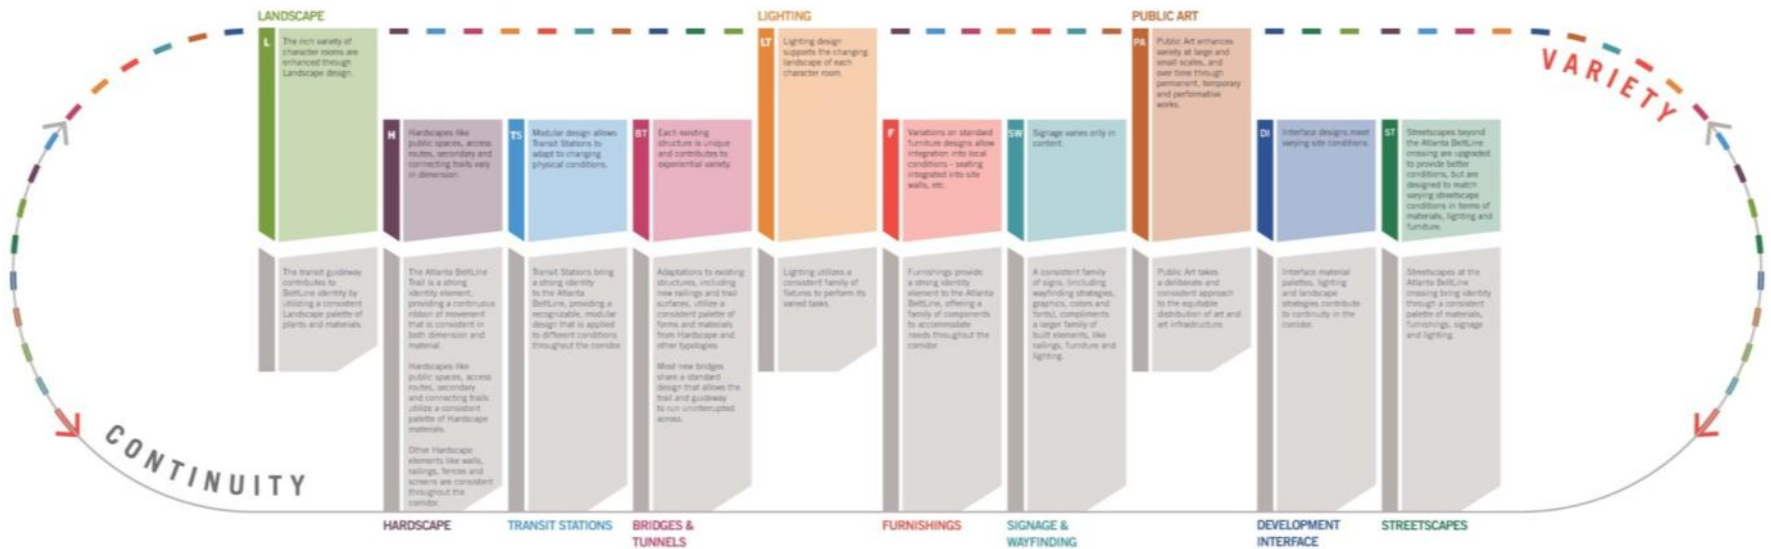 LANDSCAPE
L
The rich variety of
character rooms are
enhanced through
Landscape design.
H
Hardscapes like
public spaces, access
routes, secondary and
connecting trails vary
in dimension.
TS
Modular design allows
Transit Stations to
adapt to changing
physical conditions.
BT
Each existing
structure is unique
and contributes to
experiential variety.
LIGHTING
LT
Lighting design
supports the changing
landscape of each
character room.
F
Variations on standard
furniture designs allow
integration into local
conditions - seating
integrated into site
walls, etc.
SW
Signage varies only in
content.
PUBLIC ART
PA
Public Art enhances
variety at large and
small scales, and
over time through
permanent, temporary
and performative
works.
DI
Interface designs meet
varying site conditions.
ST
Streetscapes beyond
the Atlanta BeltLine
crossing are upgraded
to provide better
conditions, but are
designed to match
varying streetscape
conditions in terms of
materials, lighting and
furniture.
VARIETY
The transit guideway
contributes to
BeltLine identity by
utilizing a consistent
Landscape palette of
plants and materials.
The Atlanta BeltLine
Trail is a strong
identity element,
providing a continuous
ribbon of movement
that is consistent in
both dimension and
material.
Hardscapes like
public spaces, access
routes, secondary
and connecting trails
utilize a consistent
palette of Hardscape
materials.
Other Hardscape
elements like walls,
railings, fences and
screens are consistent
throughout the
corridor.
Transit Stations bring
a strong identity
to the Atlanta
BeltLine, providing a
recognizable, modular
design that is applied
to different conditions
throughout the corridor.
Adaptations to existing
structures, including
new railings and trail
surfaces, utilize a
consistent palette of
forms and materials
from Hardscape and
other typologies.
Most new bridges
share a standard
design that allows the
trail and guideway
to run uninterrupted
across.
Lighting utilizes a
consistent family of
fixtures to perform its
varied tasks.
Furnishings provide
a strong identity
element to the Atlanta
BeltLine, offering a
family of components
to accommodate
needs throughout the
corridor.
A consistent family
of signs, (including
wayfinding strategies,
graphics, colors and
fonts), compliments
a larger family of
built elements, like
railings, furniture and
lighting.
Public Art takes
a deliberate and
consistent approach
to the equitable
distribution of art and
art infrastructure.
Interface material
palettes, lighting
and landscape
strategies contribute
to continuity in the
corridor.
Streetscapes at the
Atlanta BeltLine
crossing bring identity
through a consistent
palette of materials,
furnishings, signage
and lighting.
CONTINUITY
HARDSCAPE
TRANSIT STATIONS
BRIDGES &
TUNNELS
FURNISHINGS
SIGNAGE &
WAYFINDING
DEVELOPMENT
INTERFACE
STREETSCAPES